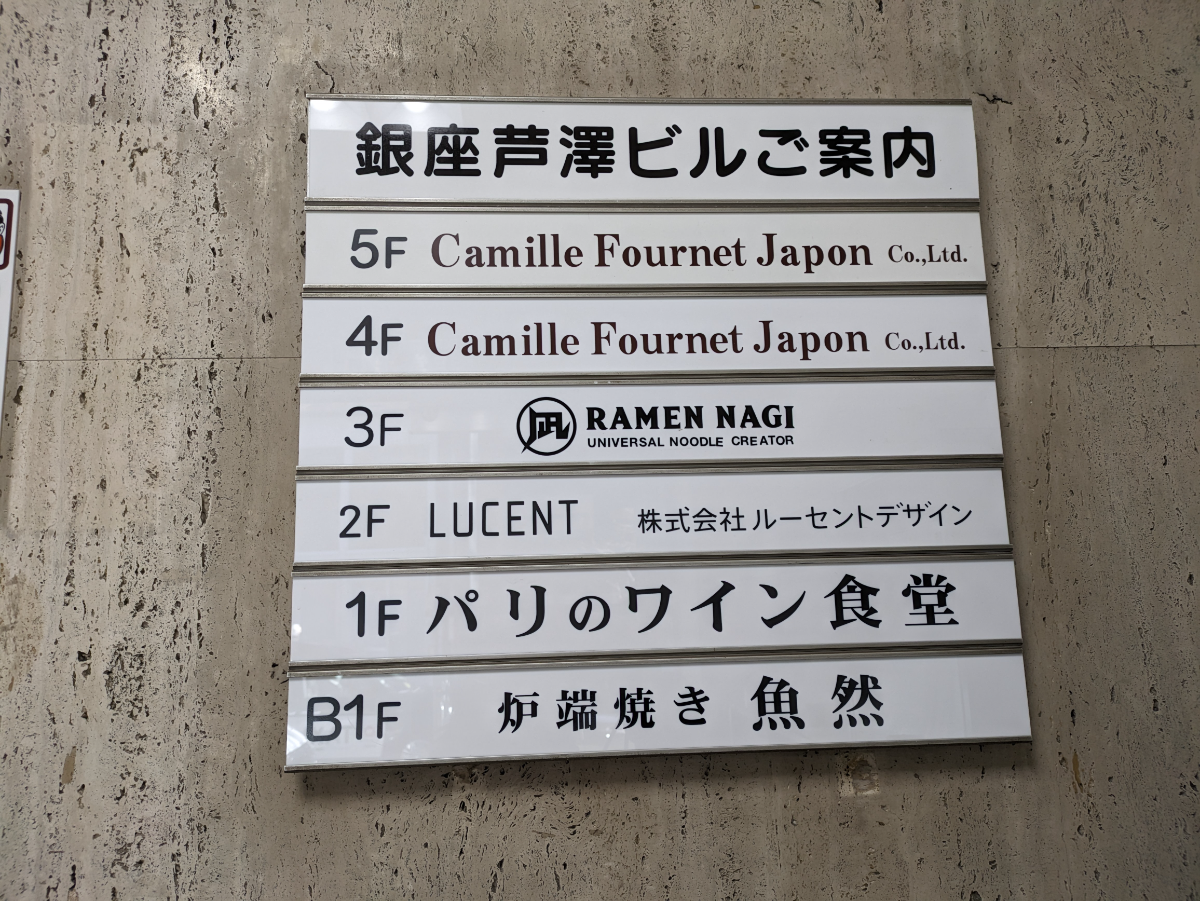 銀座芦澤ビルご案内
5F Camille Fournet Japon Co.,Ltd.
4F Camille Fournet Japon Co.,Ltd.
3F 凪 RAMEN NAGI
UNIVERSAL NOODLE CREATOR
2F LUCENT 株式会社 ルーセントデザイン
1F パリのワイン食堂
B1F 炉端焼き 魚然